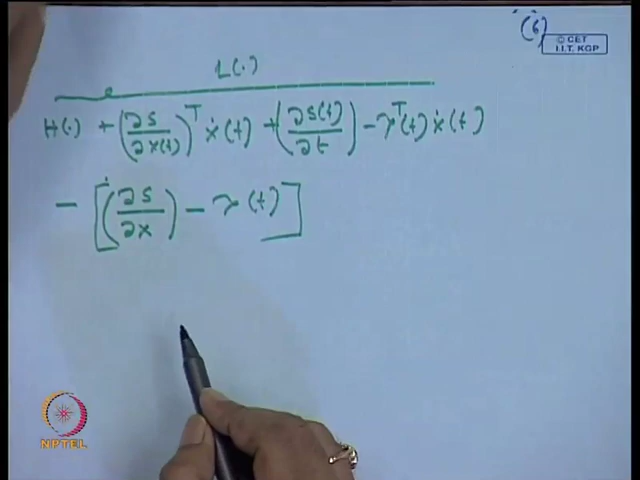 (6)
© CET
I.I.T. KGP
L(·)
H(·) + (∂S/∂x(t))^T ẋ(t) + (∂S(t)/∂t) − λ^T(t) ẋ(t)
− [(∂S/∂x) − λ(t)]
NPTEL